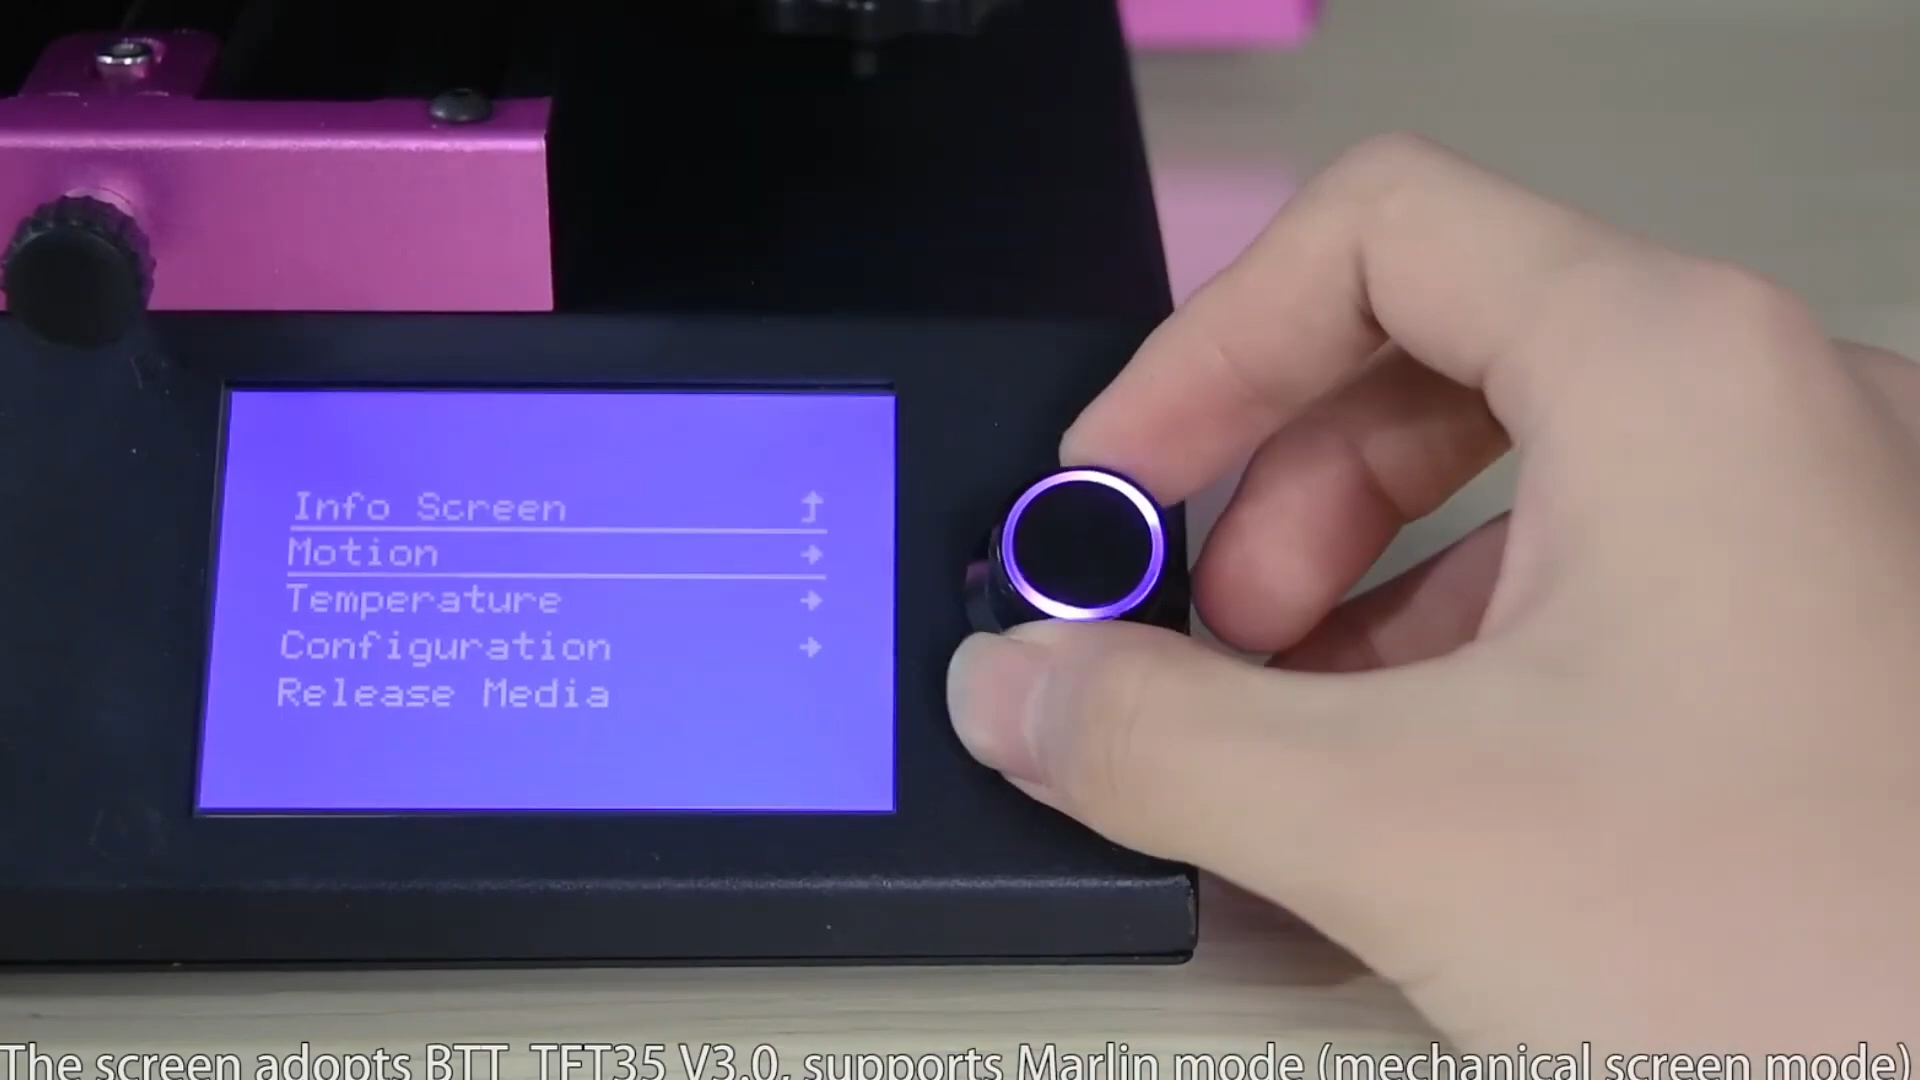 Info Screen
Motion
Temperature
Configuration
Release Media
The screen adopts BTT TFT35 V3.0, supports Marlin mode (mechanical screen mode)